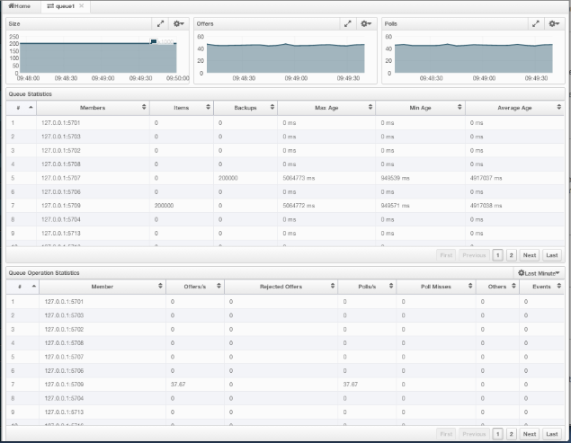 Home queue1
Size
250
200
150
100
50
0
09:48:00 09:48:30 09:49:00 09:49:30 09:50:00
Offers
60
40
20
0
09:48:30 09:49:00 09:49:30
Polls
60
40
20
0
09:48:30 09:49:00 09:49:30
Queue Statistics
# Members Items Backups Max Age Min Age Average Age
1 127.0.0.1:5701 0 0 0 ms 0 ms 0 ms
2 127.0.0.1:5703 0 0 0 ms 0 ms 0 ms
3 127.0.0.1:5702 0 0 0 ms 0 ms 0 ms
4 127.0.0.1:5708 0 0 0 ms 0 ms 0 ms
5 127.0.0.1:5707 0 200000 5064773 ms 849539 ms 4917037 ms
6 127.0.0.1:5706 0 0 0 ms 0 ms 0 ms
7 127.0.0.1:5709 200000 0 5064772 ms 849571 ms 4917038 ms
8 127.0.0.1:5704 0 0 0 ms 0 ms 0 ms
9 127.0.0.1:5713 0 0 0 ms 0 ms 0 ms
First Previous 1 2 Next Last
Queue Operation Statistics Last Minute
# Member Offers/s Rejected Offers Polls/s Poll Misses Others Events
1 127.0.0.1:5701 0 0 0 0 0 0
2 127.0.0.1:5703 0 0 0 0 0 0
3 127.0.0.1:5702 0 0 0 0 0 0
4 127.0.0.1:5708 0 0 0 0 0 0
5 127.0.0.1:5707 0 0 0 0 0 0
6 127.0.0.1:5706 0 0 0 0 0 0
7 127.0.0.1:5709 37.67 0 37.67 0 0 0
8 127.0.0.1:5704 0 0 0 0 0 0
9 127.0.0.1:5713 0 0 0 0 0 0
First Previous 1 2 Next Last